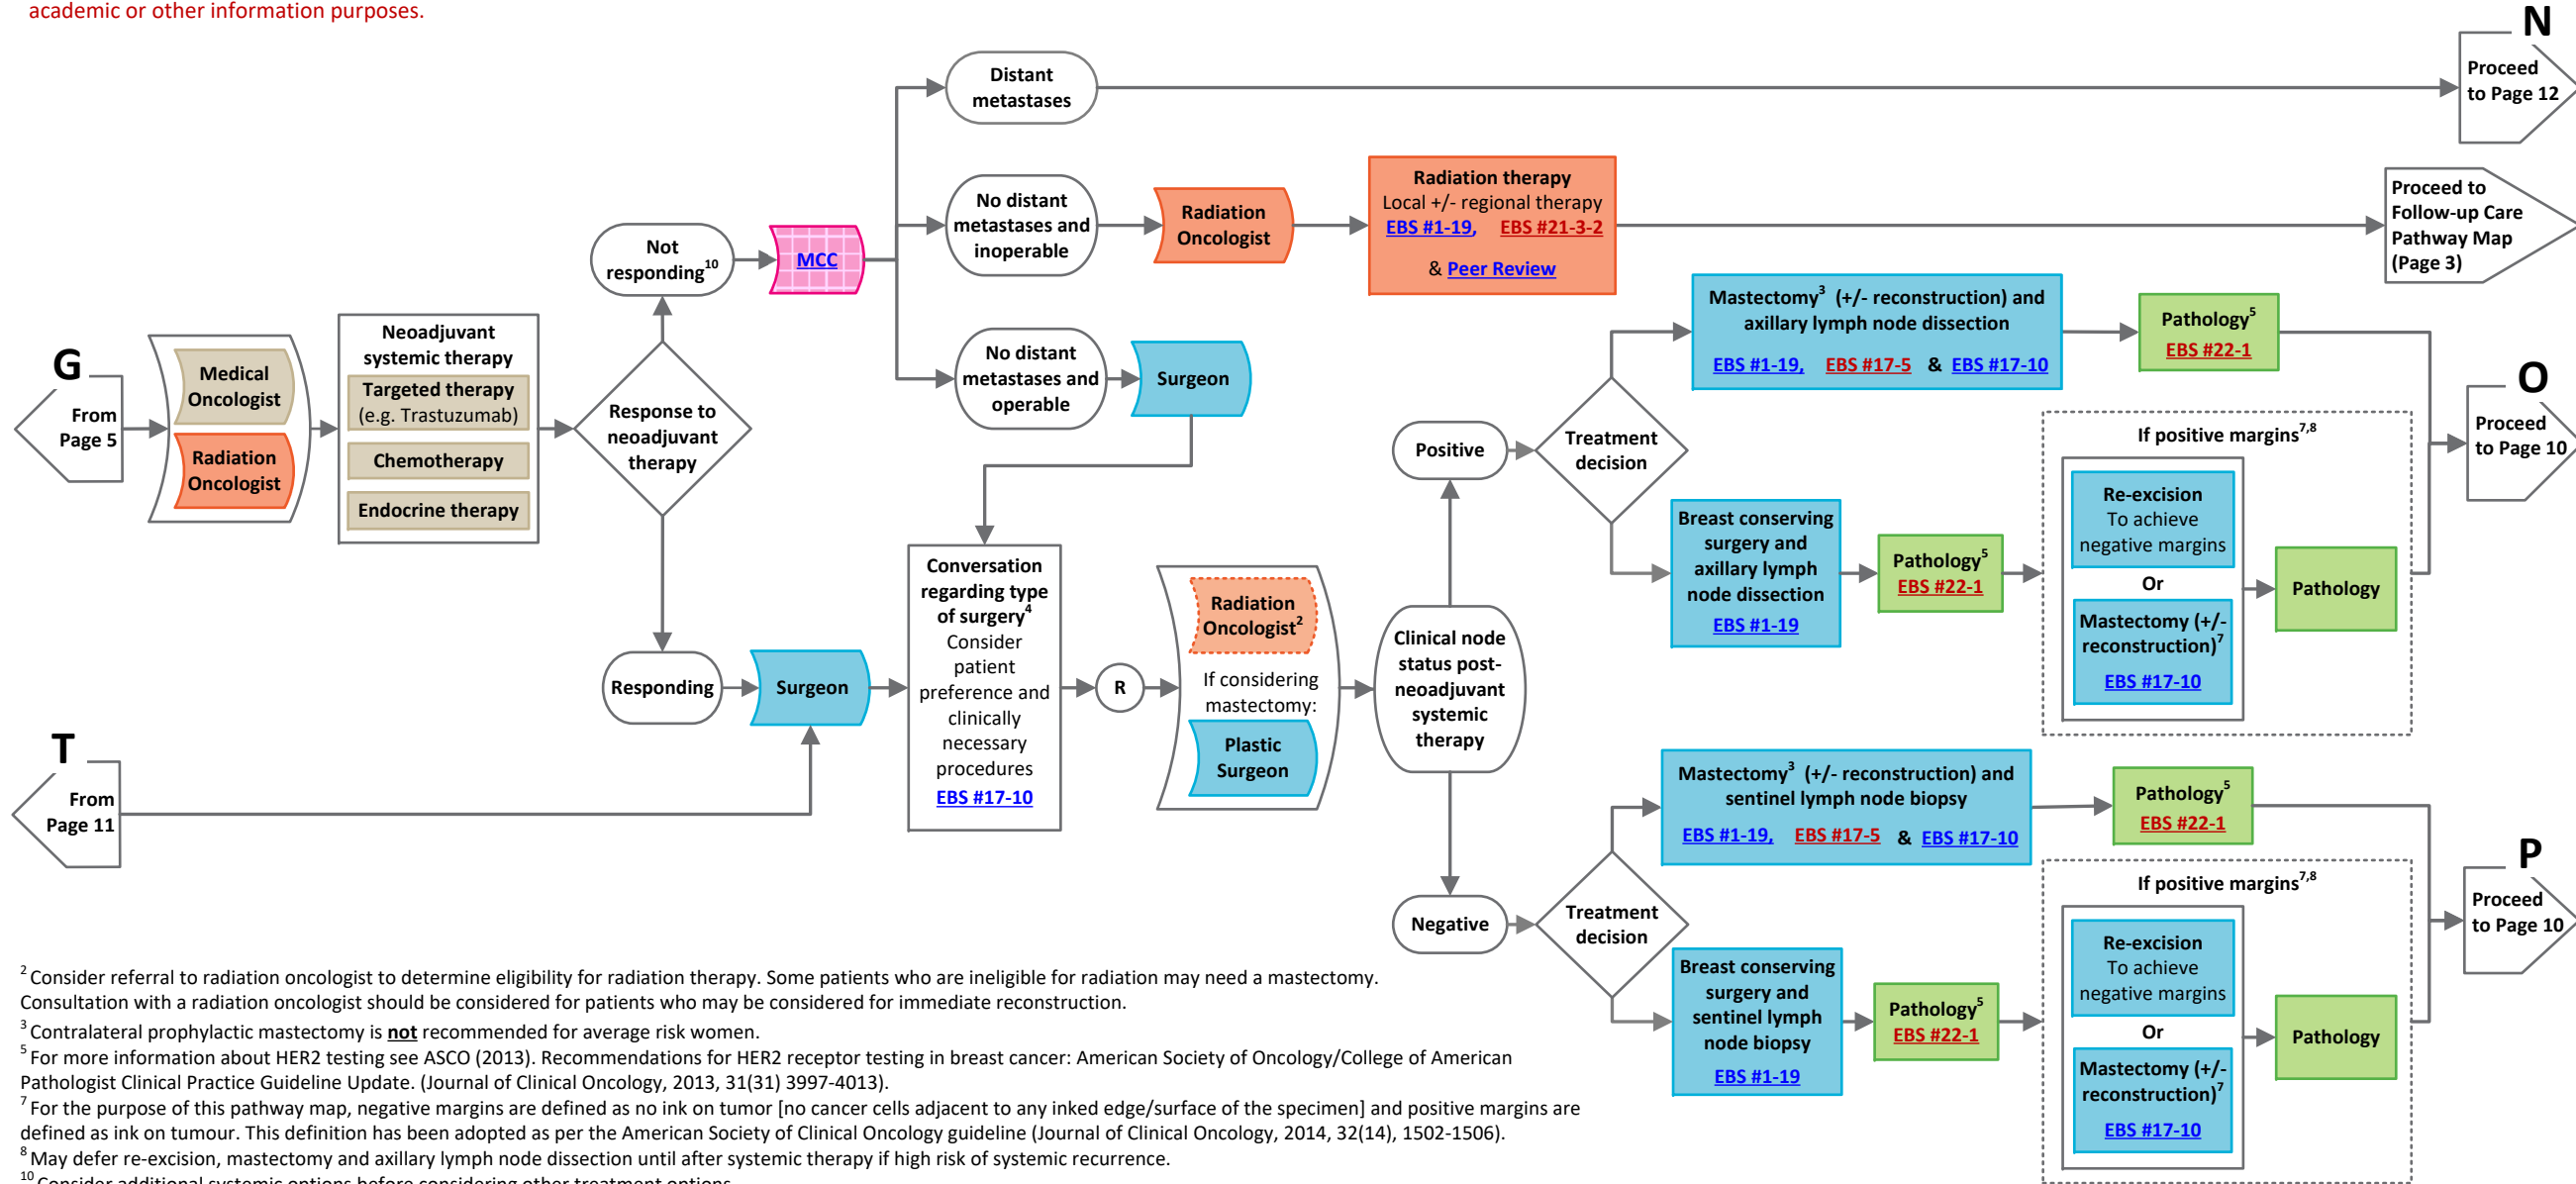 academic or other information purposes.
N
Proceed
to Page 12
Distant
metastases
No distant
metastases and
inoperable
Radiation
Oncologist
Radiation therapy
Local +/- regional therapy
EBS #1-19, EBS #21-3-2
& Peer Review
Proceed to
Follow-up Care
Pathway Map
(Page 3)
Not
responding10
MCC
No distant
metastases and
operable
Surgeon
G
From
Page 5
Medical
Oncologist
Radiation
Oncologist
Neoadjuvant
systemic therapy
Targeted therapy
(e.g. Trastuzumab)
Chemotherapy
Endocrine therapy
Response to
neoadjuvant
therapy
Responding
Surgeon
T
From
Page 11
Conversation
regarding type
of surgery4
Consider
patient
preference and
clinically
necessary
procedures
EBS #17-10
R
Radiation
Oncologist2
If considering
mastectomy:
Plastic
Surgeon
Clinical node
status post-
neoadjuvant
systemic
therapy
Positive
Treatment
decision
Mastectomy3 (+/- reconstruction) and
axillary lymph node dissection
EBS #1-19, EBS #17-5 & EBS #17-10
Pathology5
EBS #22-1
Breast conserving
surgery and
axillary lymph
node dissection
EBS #1-19
Pathology5
EBS #22-1
If positive margins7,8
Re-excision
To achieve
negative margins
Or
Mastectomy (+/-
reconstruction)7
EBS #17-10
Pathology
O
Proceed
to Page 10
Negative
Treatment
decision
Mastectomy3 (+/- reconstruction) and
sentinel lymph node biopsy
EBS #1-19, EBS #17-5 & EBS #17-10
Pathology5
EBS #22-1
Breast conserving
surgery and
sentinel lymph
node biopsy
EBS #1-19
Pathology5
EBS #22-1
If positive margins7,8
Re-excision
To achieve
negative margins
Or
Mastectomy (+/-
reconstruction)7
EBS #17-10
Pathology
P
Proceed
to Page 10
2 Consider referral to radiation oncologist to determine eligibility for radiation therapy. Some patients who are ineligible for radiation may need a mastectomy.
Consultation with a radiation oncologist should be considered for patients who may be considered for immediate reconstruction.
3 Contralateral prophylactic mastectomy is not recommended for average risk women.
5 For more information about HER2 testing see ASCO (2013). Recommendations for HER2 receptor testing in breast cancer: American Society of Oncology/College of American
Pathologist Clinical Practice Guideline Update. (Journal of Clinical Oncology, 2013, 31(31) 3997-4013).
7 For the purpose of this pathway map, negative margins are defined as no ink on tumor [no cancer cells adjacent to any inked edge/surface of the specimen] and positive margins are
defined as ink on tumour. This definition has been adopted as per the American Society of Clinical Oncology guideline (Journal of Clinical Oncology, 2014, 32(14), 1502-1506).
8 May defer re-excision, mastectomy and axillary lymph node dissection until after systemic therapy if high risk of systemic recurrence.
10 Consider additional systemic options before considering other treatment options